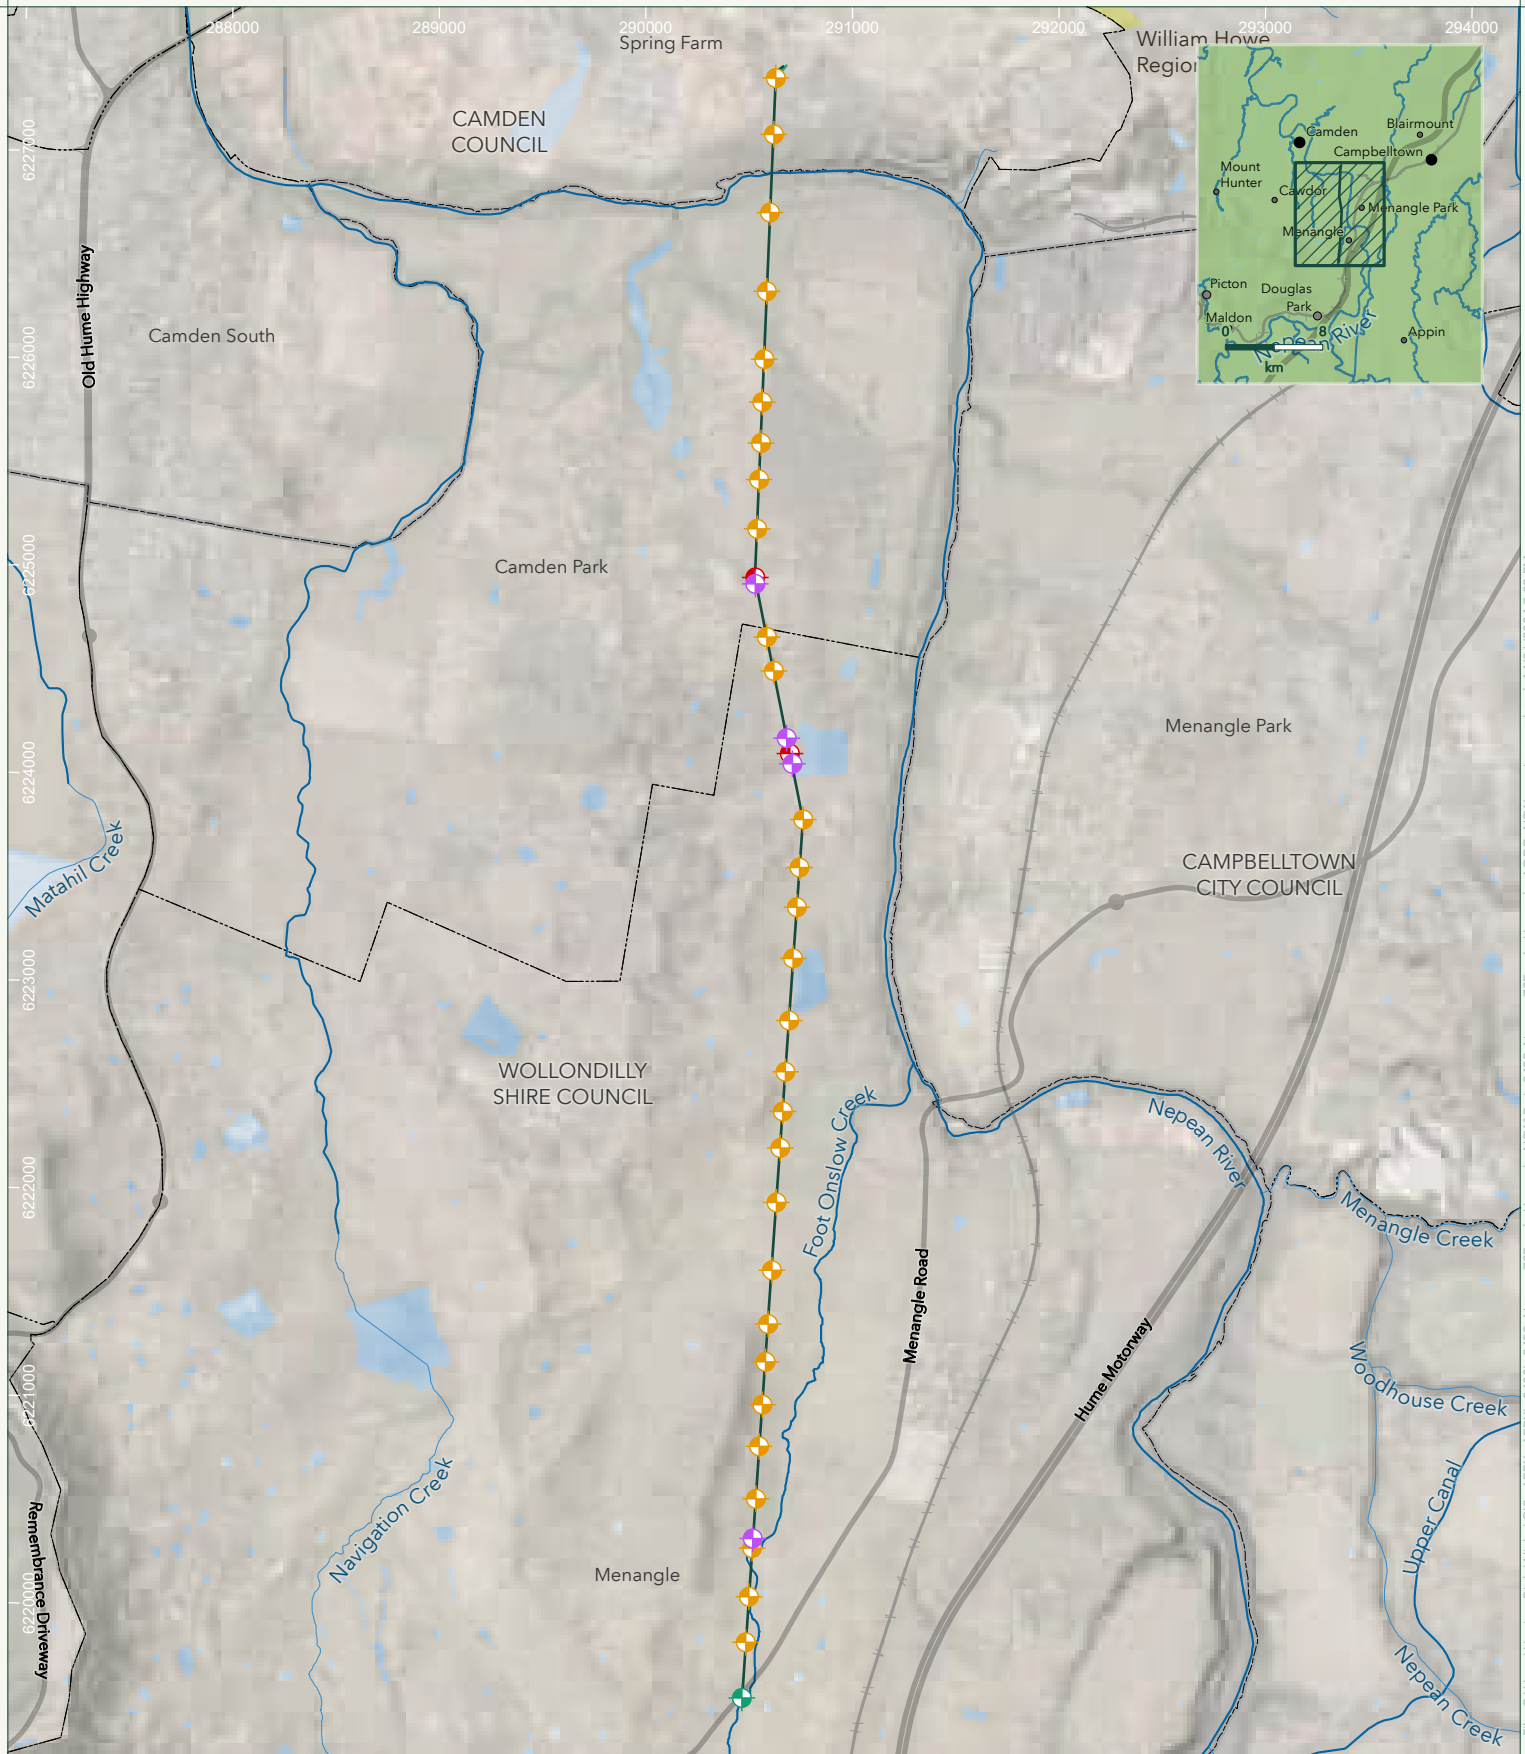 288000
289000
290000
291000
292000
293000
294000
Spring Farm
William Howe
Region
CAMDEN
COUNCIL
Blairmount
Camden
Campbelltown
Mount
Hunter
Cawdor
Menangle Park
Menangle
Picton
Douglas
Park
Maldon
Nepean River
Appin
0
8
km
6227000
Old Hume Highway
6226000
Camden South
6225000
Camden Park
Menangle Park
6224000
Matahil Creek
CAMPBELLTOWN
CITY COUNCIL
6223000
WOLLONDILLY
SHIRE COUNCIL
Foot Onslow Creek
Nepean River
6222000
Menangle Creek
Menangle Road
Hume Motorway
Woodhouse Creek
6221000
Navigation Creek
Upper Canal
Remembrance Driveway
Menangle
6220000
Nepean Creek